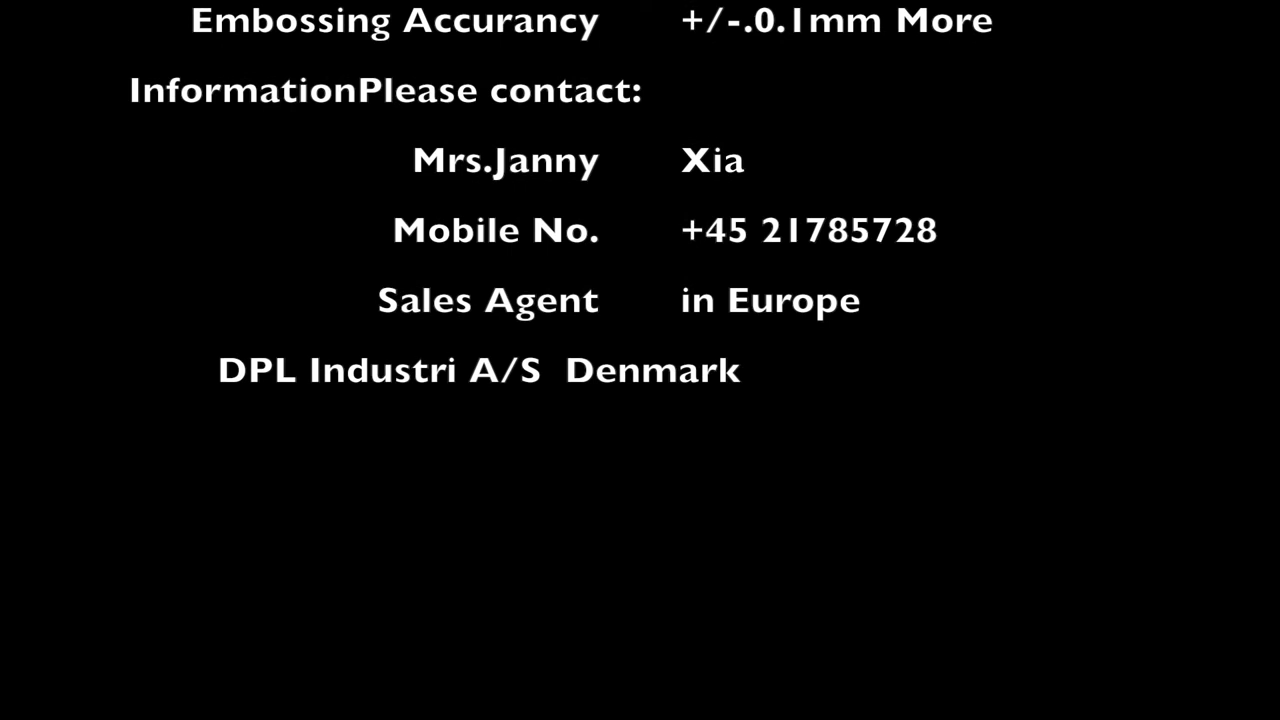 Embossing Accurancy +/-.0.1mm More
InformationPlease contact:
Mrs.Janny Xia
Mobile No. +45 21785728
Sales Agent in Europe
DPL Industri A/S Denmark